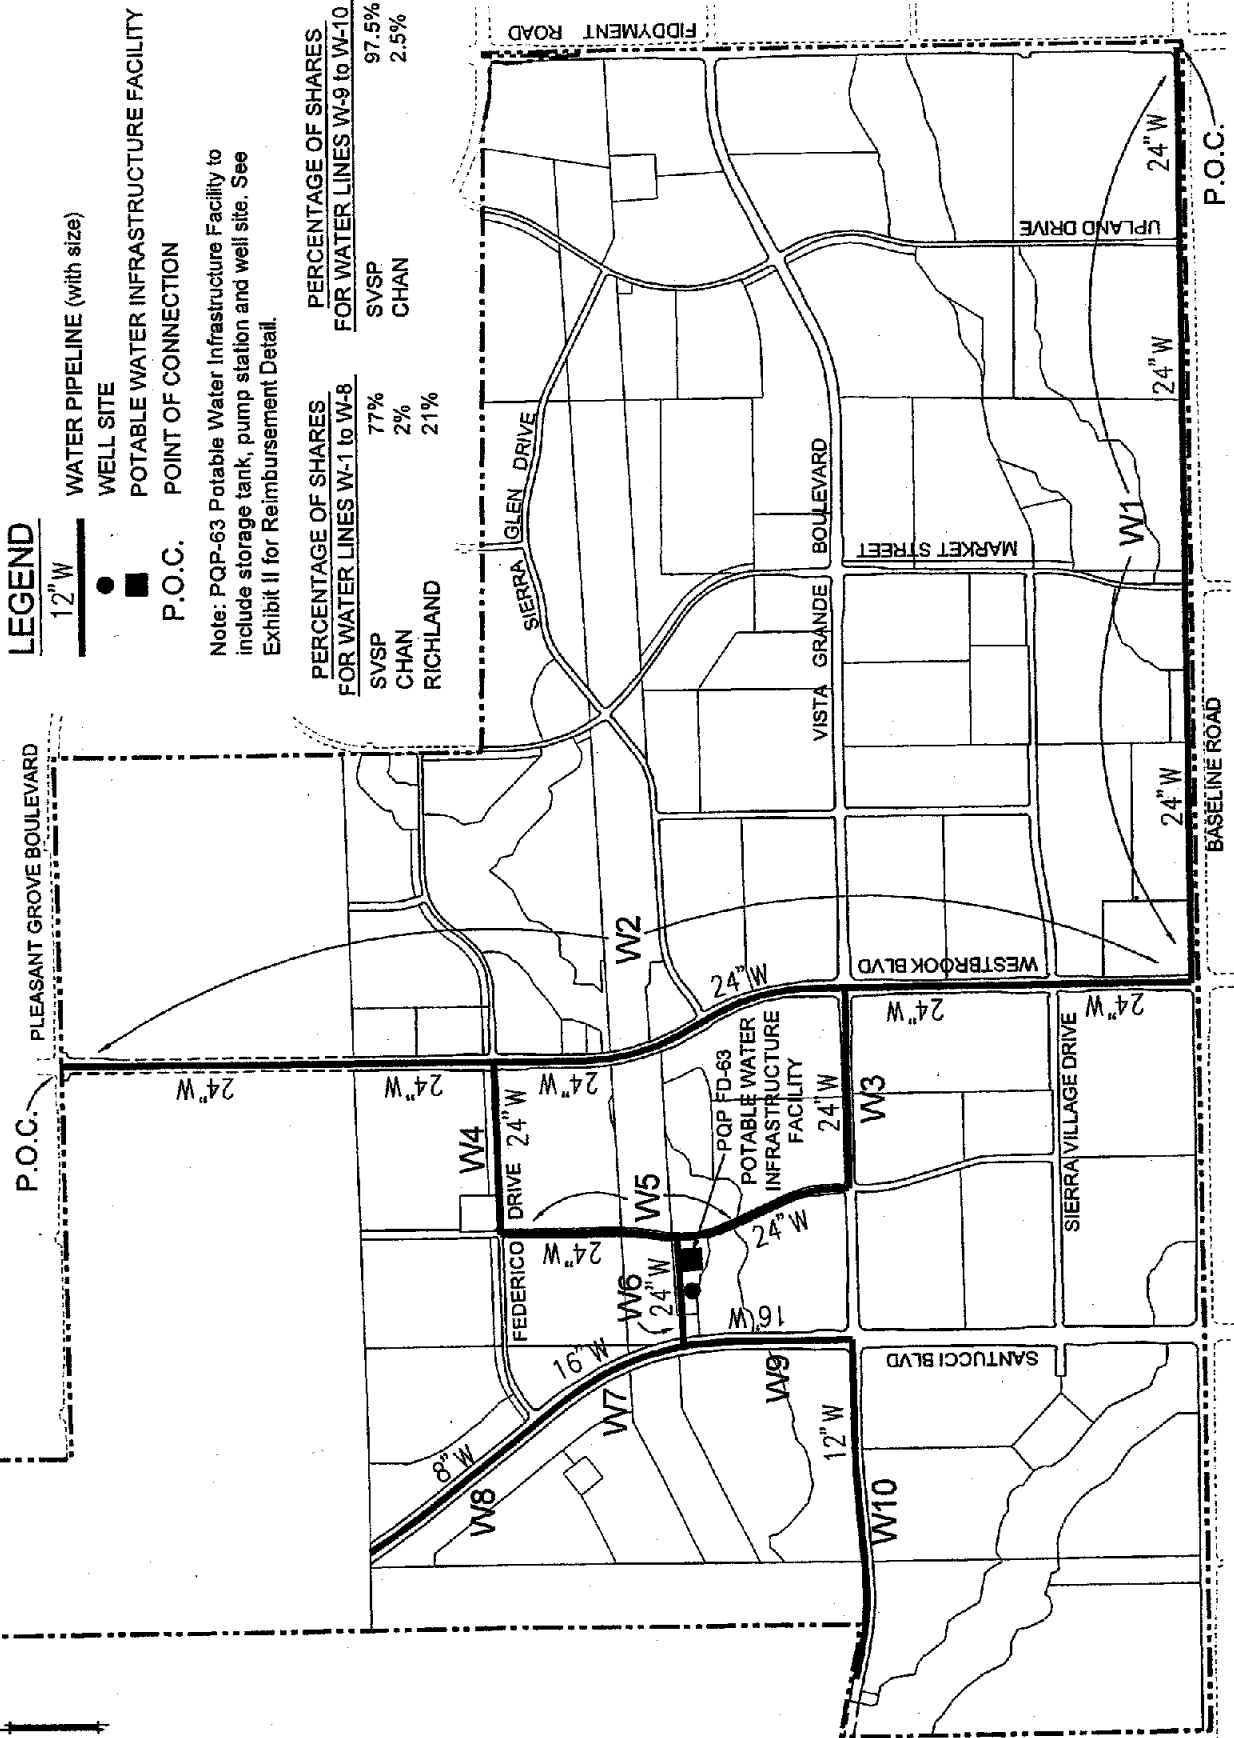 LEGEND
12"W
WATER PIPELINE (with size)
WELL SITE
POTABLE WATER INFRASTRUCTURE FACILITY
P.O.C.
POINT OF CONNECTION
Note: PQP-63 Potable Water Infrastructure Facility to
include storage tank, pump station and well site. See
Exhibit II for Reimbursement Detail.
PERCENTAGE OF SHARES
FOR WATER LINES W-1 to W-8
SVSP 77%
CHAN 2%
RICHLAND 21%
PERCENTAGE OF SHARES
FOR WATER LINES W-9 to W-10
SVSP 97.5%
CHAN 2.5%
P.O.C.
PLEASANT GROVE BOULEVARD
FIDDYMENT ROAD
24"W
24"W
24"W
W4
24"W
FEDERICO DRIVE
SIERRA GLEN DRIVE
8"W
W8
16"W
W7
W6
24"W
24"W
W5
W2
24"W
PQP FD-63
POTABLE WATER
INFRASTRUCTURE
FACILITY
24"W
16"W
W9
24"W
W3
12"W
W10
VISTA GRANDE BOULEVARD
SANTUCCI BLVD
WESTBROOK BLVD
24"W
MARKET STREET
UPLAND DRIVE
SIERRA VILLAGE DRIVE
24"W
W1
24"W
24"W
24"W
BASELINE ROAD
P.O.C.